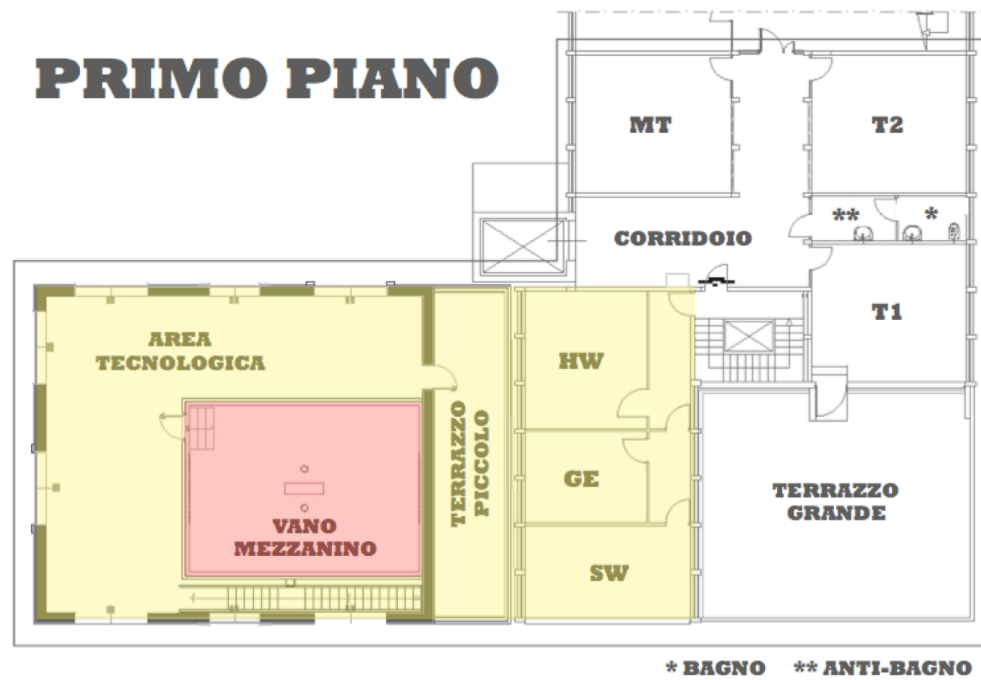 PRIMO PIANO
MT
T2
**
*
CORRIDOIO
T1
AREA
TECNOLOGICA
HW
TERRAZZO
PICCOLO
GE
TERRAZZO
GRANDE
VANO
MEZZANINO
SW
* BAGNO ** ANTI-BAGNO